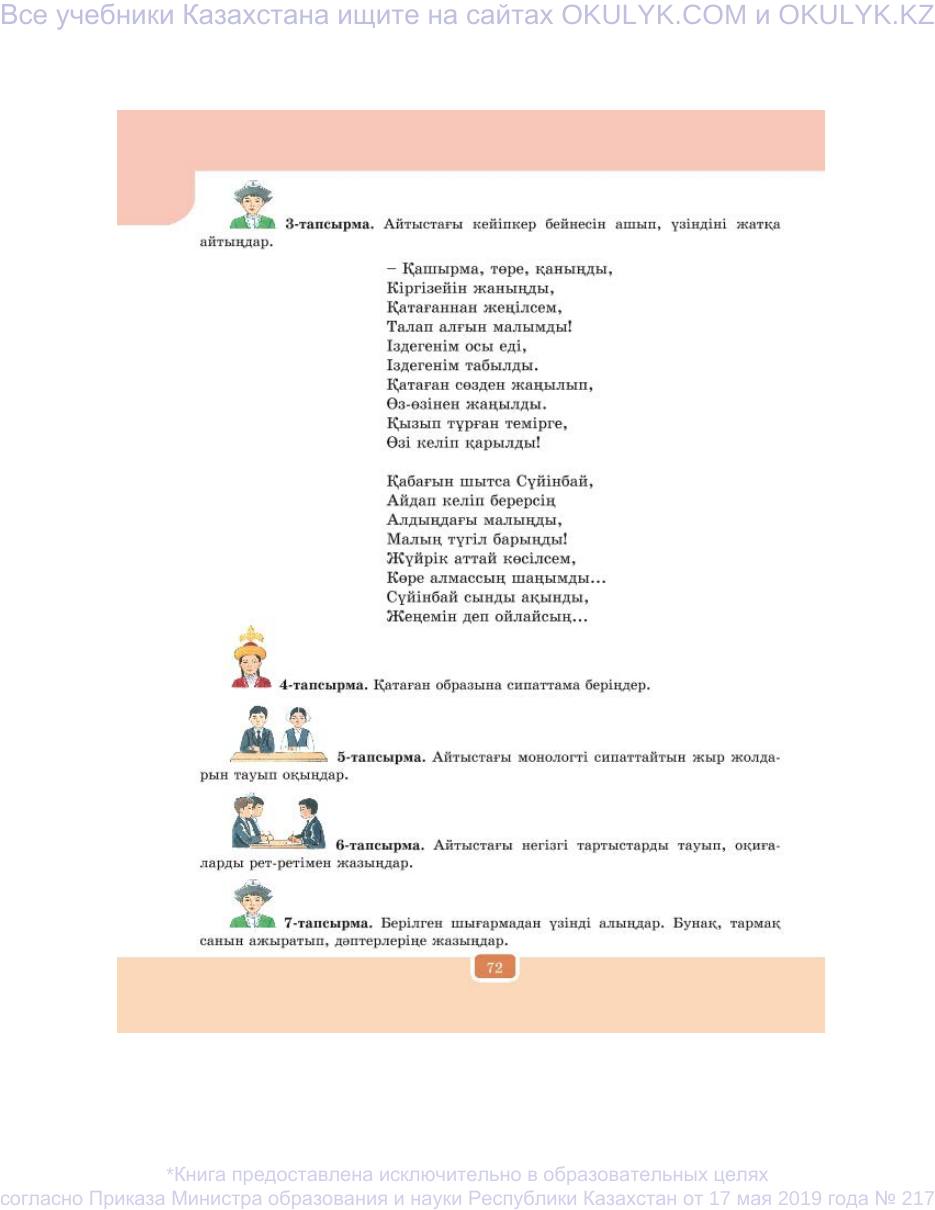 Все учебники Казахстана ищите на сайтах OKULYK.COM и OKULYK.KZ
3-тапсырма. Айтыстағы кейіпкер бейнесін ашып, үзіндіні жатқа
айтыңдар.
– Қашырма, төре, қаныңды,
Кіргізейін жаныңды,
Қатағаннан жеңілсем,
Талап алғын малымды!
Іздегенім осы еді,
Іздегенім табылды.
Қатаған сөзден жаңылып,
Өз-өзінен жаңылды.
Қызып тұрған темірге,
Өзі келіп қарылды!
Қабағын шытса Сүйінбай,
Айдап келіп берерсің
Алдыңдағы малыңды,
Малың түгіл барыңды!
Жүйрік аттай көсілсем,
Көре алмассың шаңымды...
Сүйінбай сынды ақынды,
Жеңемін деп ойлайсың...
4-тапсырма. Қатаған образына сипаттама беріңдер.
5-тапсырма. Айтыстағы монологті сипаттайтын жыр жолда-
рын тауып оқыңдар.
6-тапсырма. Айтыстағы негізгі тартыстарды тауып, оқиға-
ларды рет-ретімен жазыңдар.
7-тапсырма. Берілген шығармадан үзінді алыңдар. Бунақ, тармақ
санын ажыратып, дәптерлеріңе жазыңдар.
72
*Книга предоставлена исключительно в образовательных целях
согласно Приказа Министра образования и науки Республики Казахстан от 17 мая 2019 года № 217